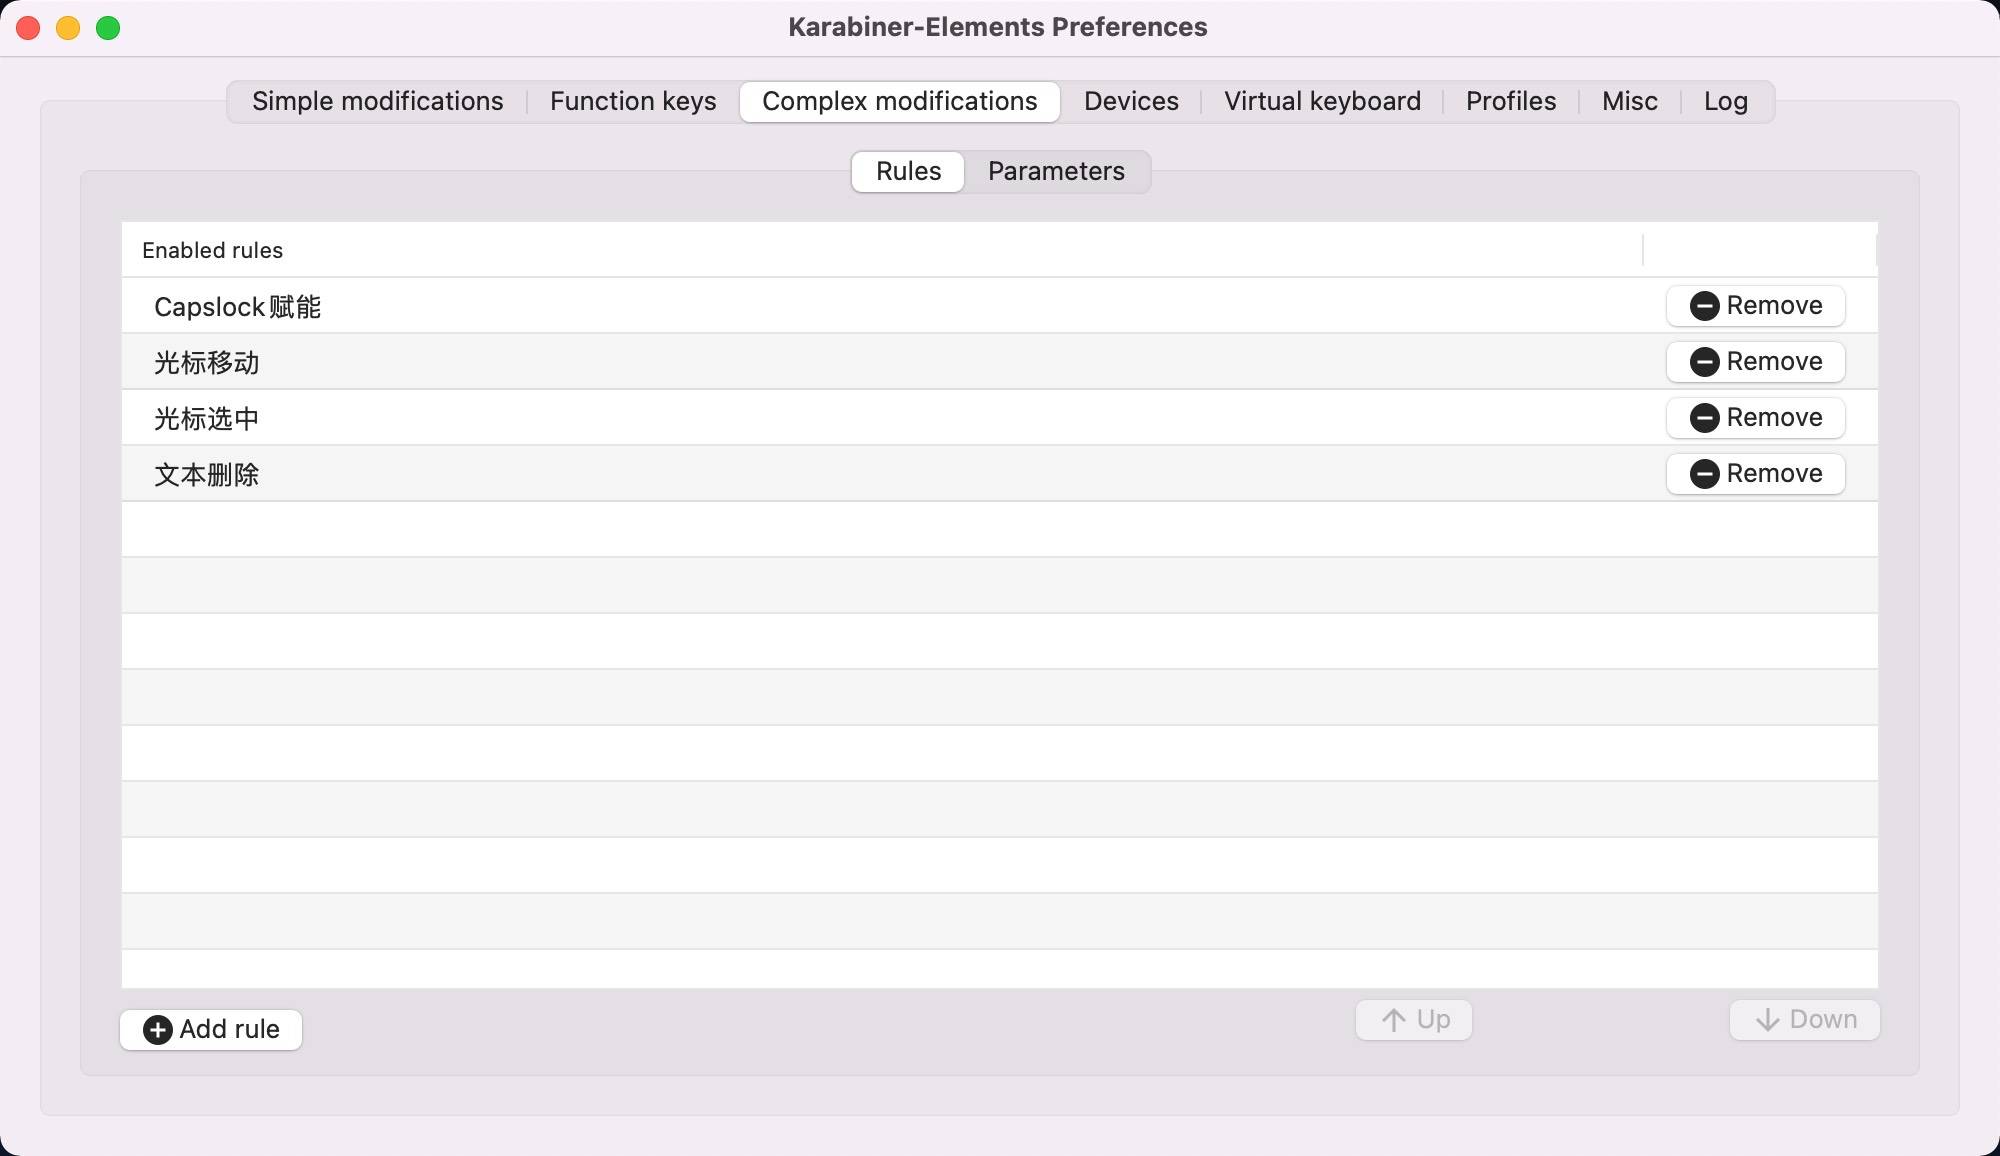 Karabiner-Elements Preferences
Simple modifications Function keys Complex modifications Devices Virtual keyboard Profiles Misc Log
Rules Parameters
Enabled rules
Capslock赋能 Remove
光标移动 Remove
光标选中 Remove
文本删除 Remove
Add rule Up Down